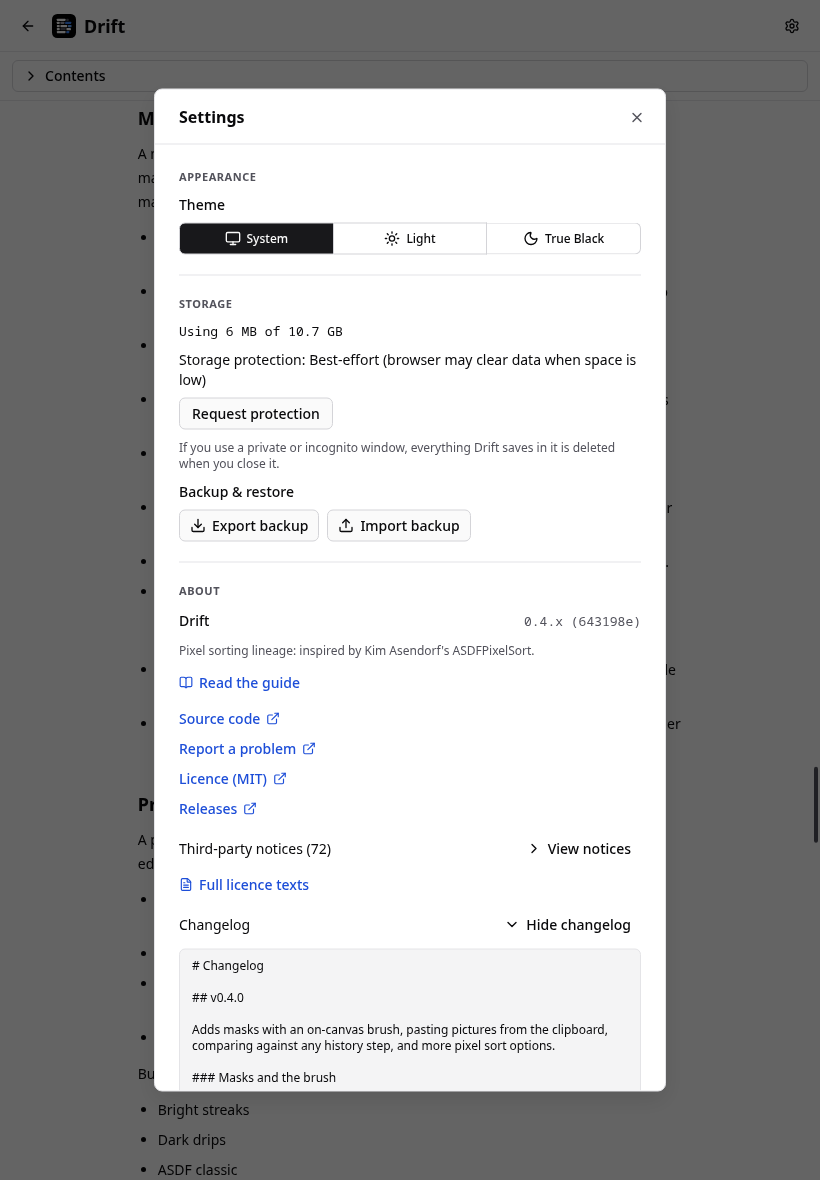 Drift
Contents
Settings
APPEARANCE
Theme
System
Light
True Black
STORAGE
Using 6 MB of 10.7 GB
Storage protection: Best-effort (browser may clear data when space is
low)
Request protection
If you use a private or incognito window, everything Drift saves in it is deleted
when you close it.
Backup & restore
Export backup
Import backup
ABOUT
Drift
0.4.x (643198e)
Pixel sorting lineage: inspired by Kim Asendorf's ASDFPixelSort.
Read the guide
Source code
Report a problem
Licence (MIT)
Releases
Third-party notices (72)
View notices
Full licence texts
Changelog
Hide changelog
# Changelog
## v0.4.0
Adds masks with an on-canvas brush, pasting pictures from the clipboard,
comparing against any history step, and more pixel sort options.
### Masks and the brush
Bright streaks
Dark drips
ASDF classic